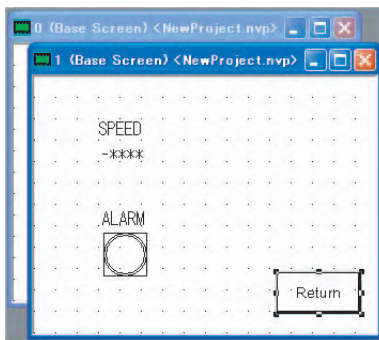 0 (Base Screen) <NewProject.nvp>
1 (Base Screen) <NewProject.nvp>
SPEED
-****
ALARM
Return